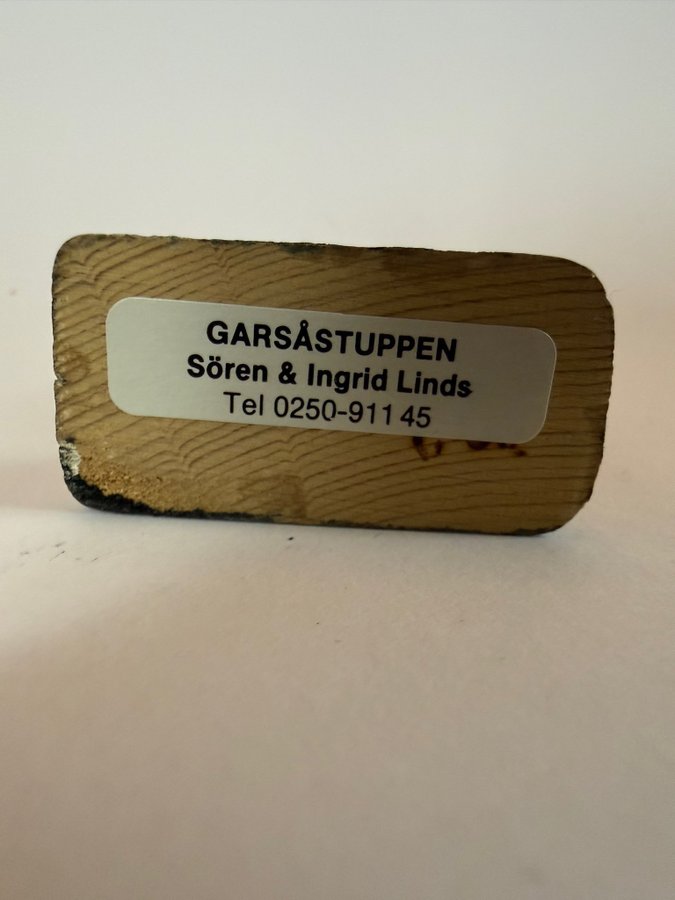 GARSÅSTUPPEN
Sören & Ingrid Linds
Tel 0250-911 45